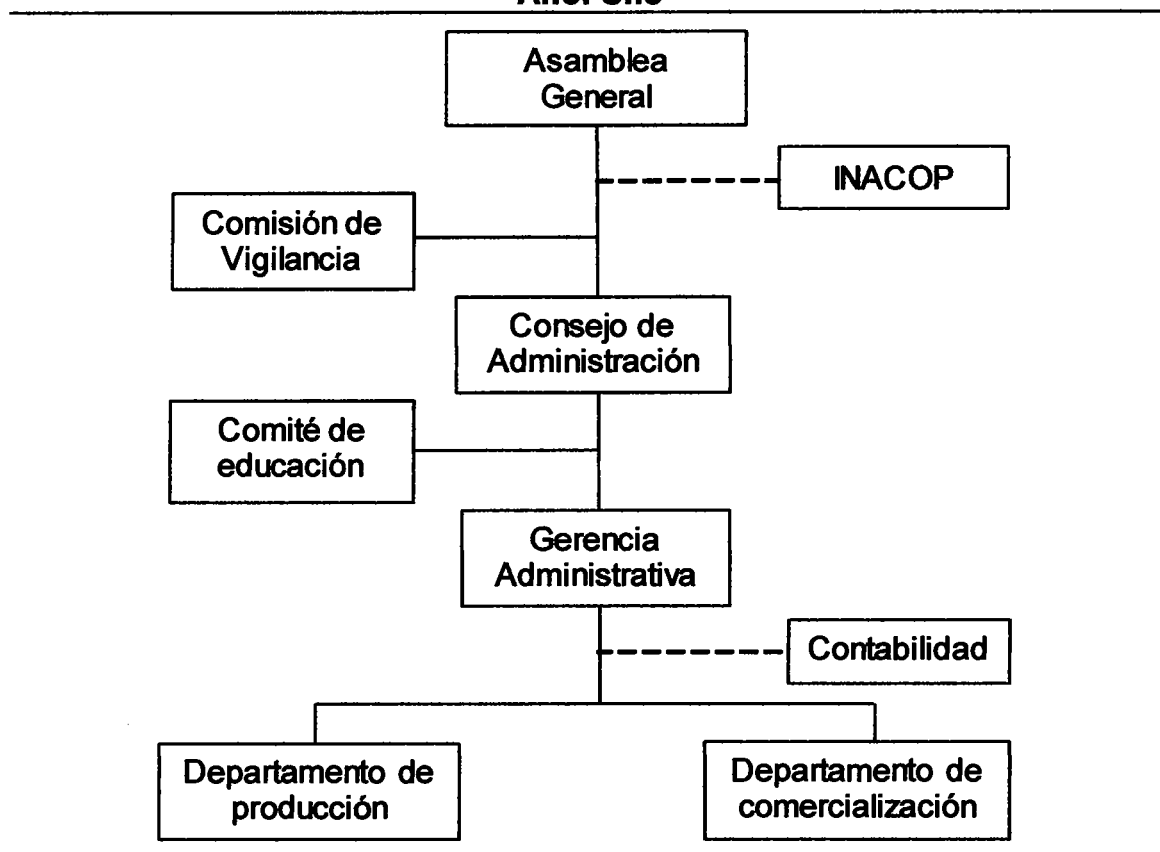 Asamblea
General
INACOP
Comisión de
Vigilancia
Consejo de
Administración
Comité de
educación
Gerencia
Administrativa
Contabilidad
Departamento de
producción
Departamento de
comercialización